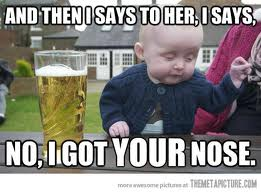 AND THEN I SAYS TO HER, I SAYS,
NO, I GOT YOUR NOSE.
more awesome pictures at THEMETAPICTURE.COM